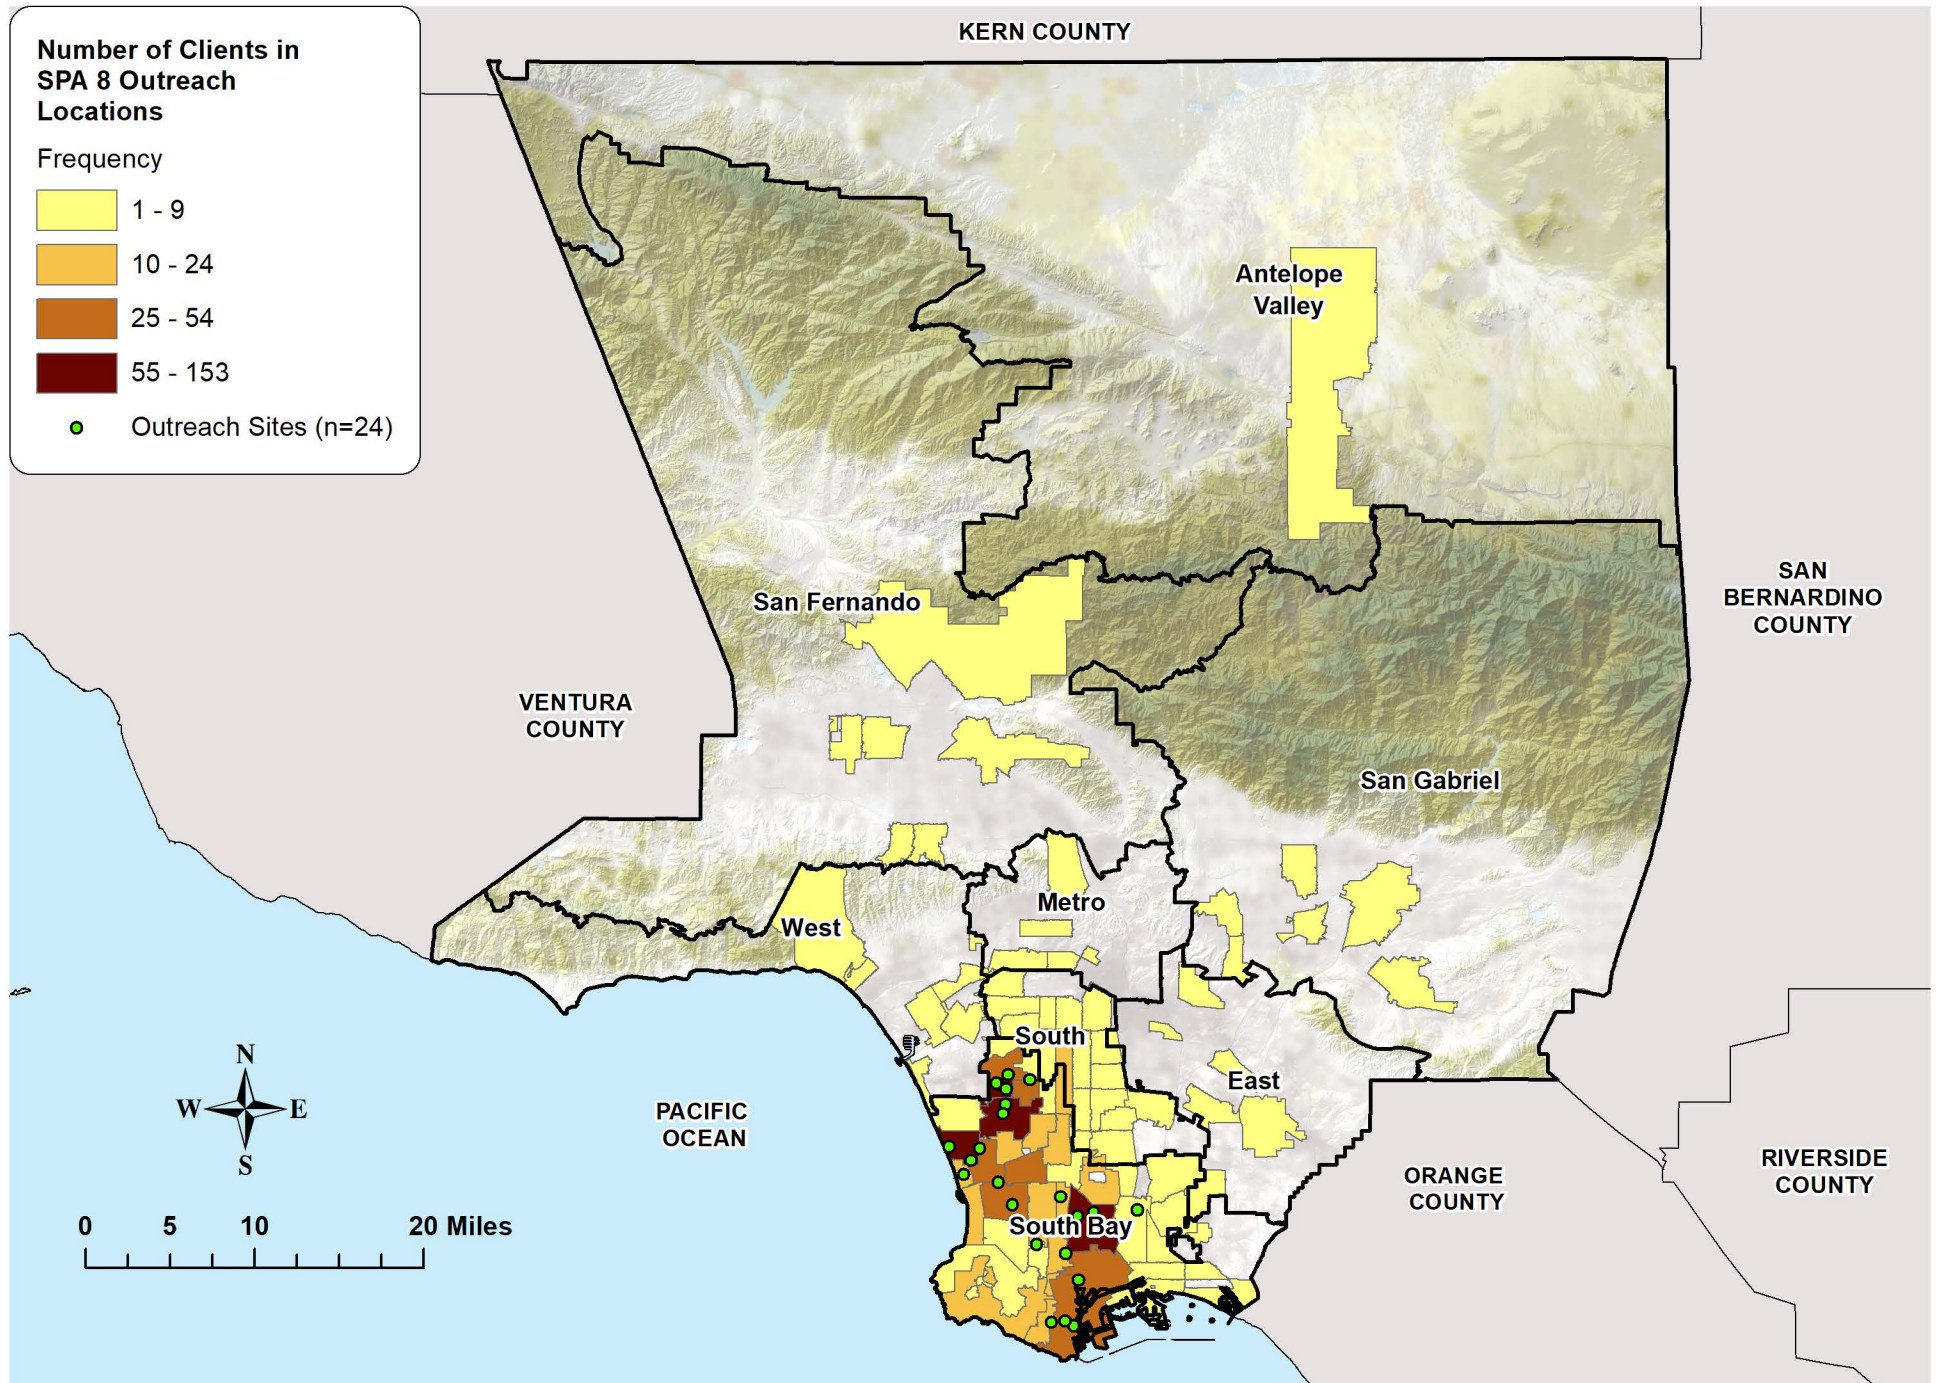 Number of Clients in
SPA 8 Outreach
Locations
Frequency
1 - 9
10 - 24
25 - 54
55 - 153
Outreach Sites (n=24)
KERN COUNTY
Antelope
Valley
San Fernando
SAN
BERNARDINO
COUNTY
VENTURA
COUNTY
San Gabriel
Metro
West
South
East
N
W
E
S
PACIFIC
OCEAN
ORANGE
COUNTY
RIVERSIDE
COUNTY
South Bay
0 5 10 20 Miles